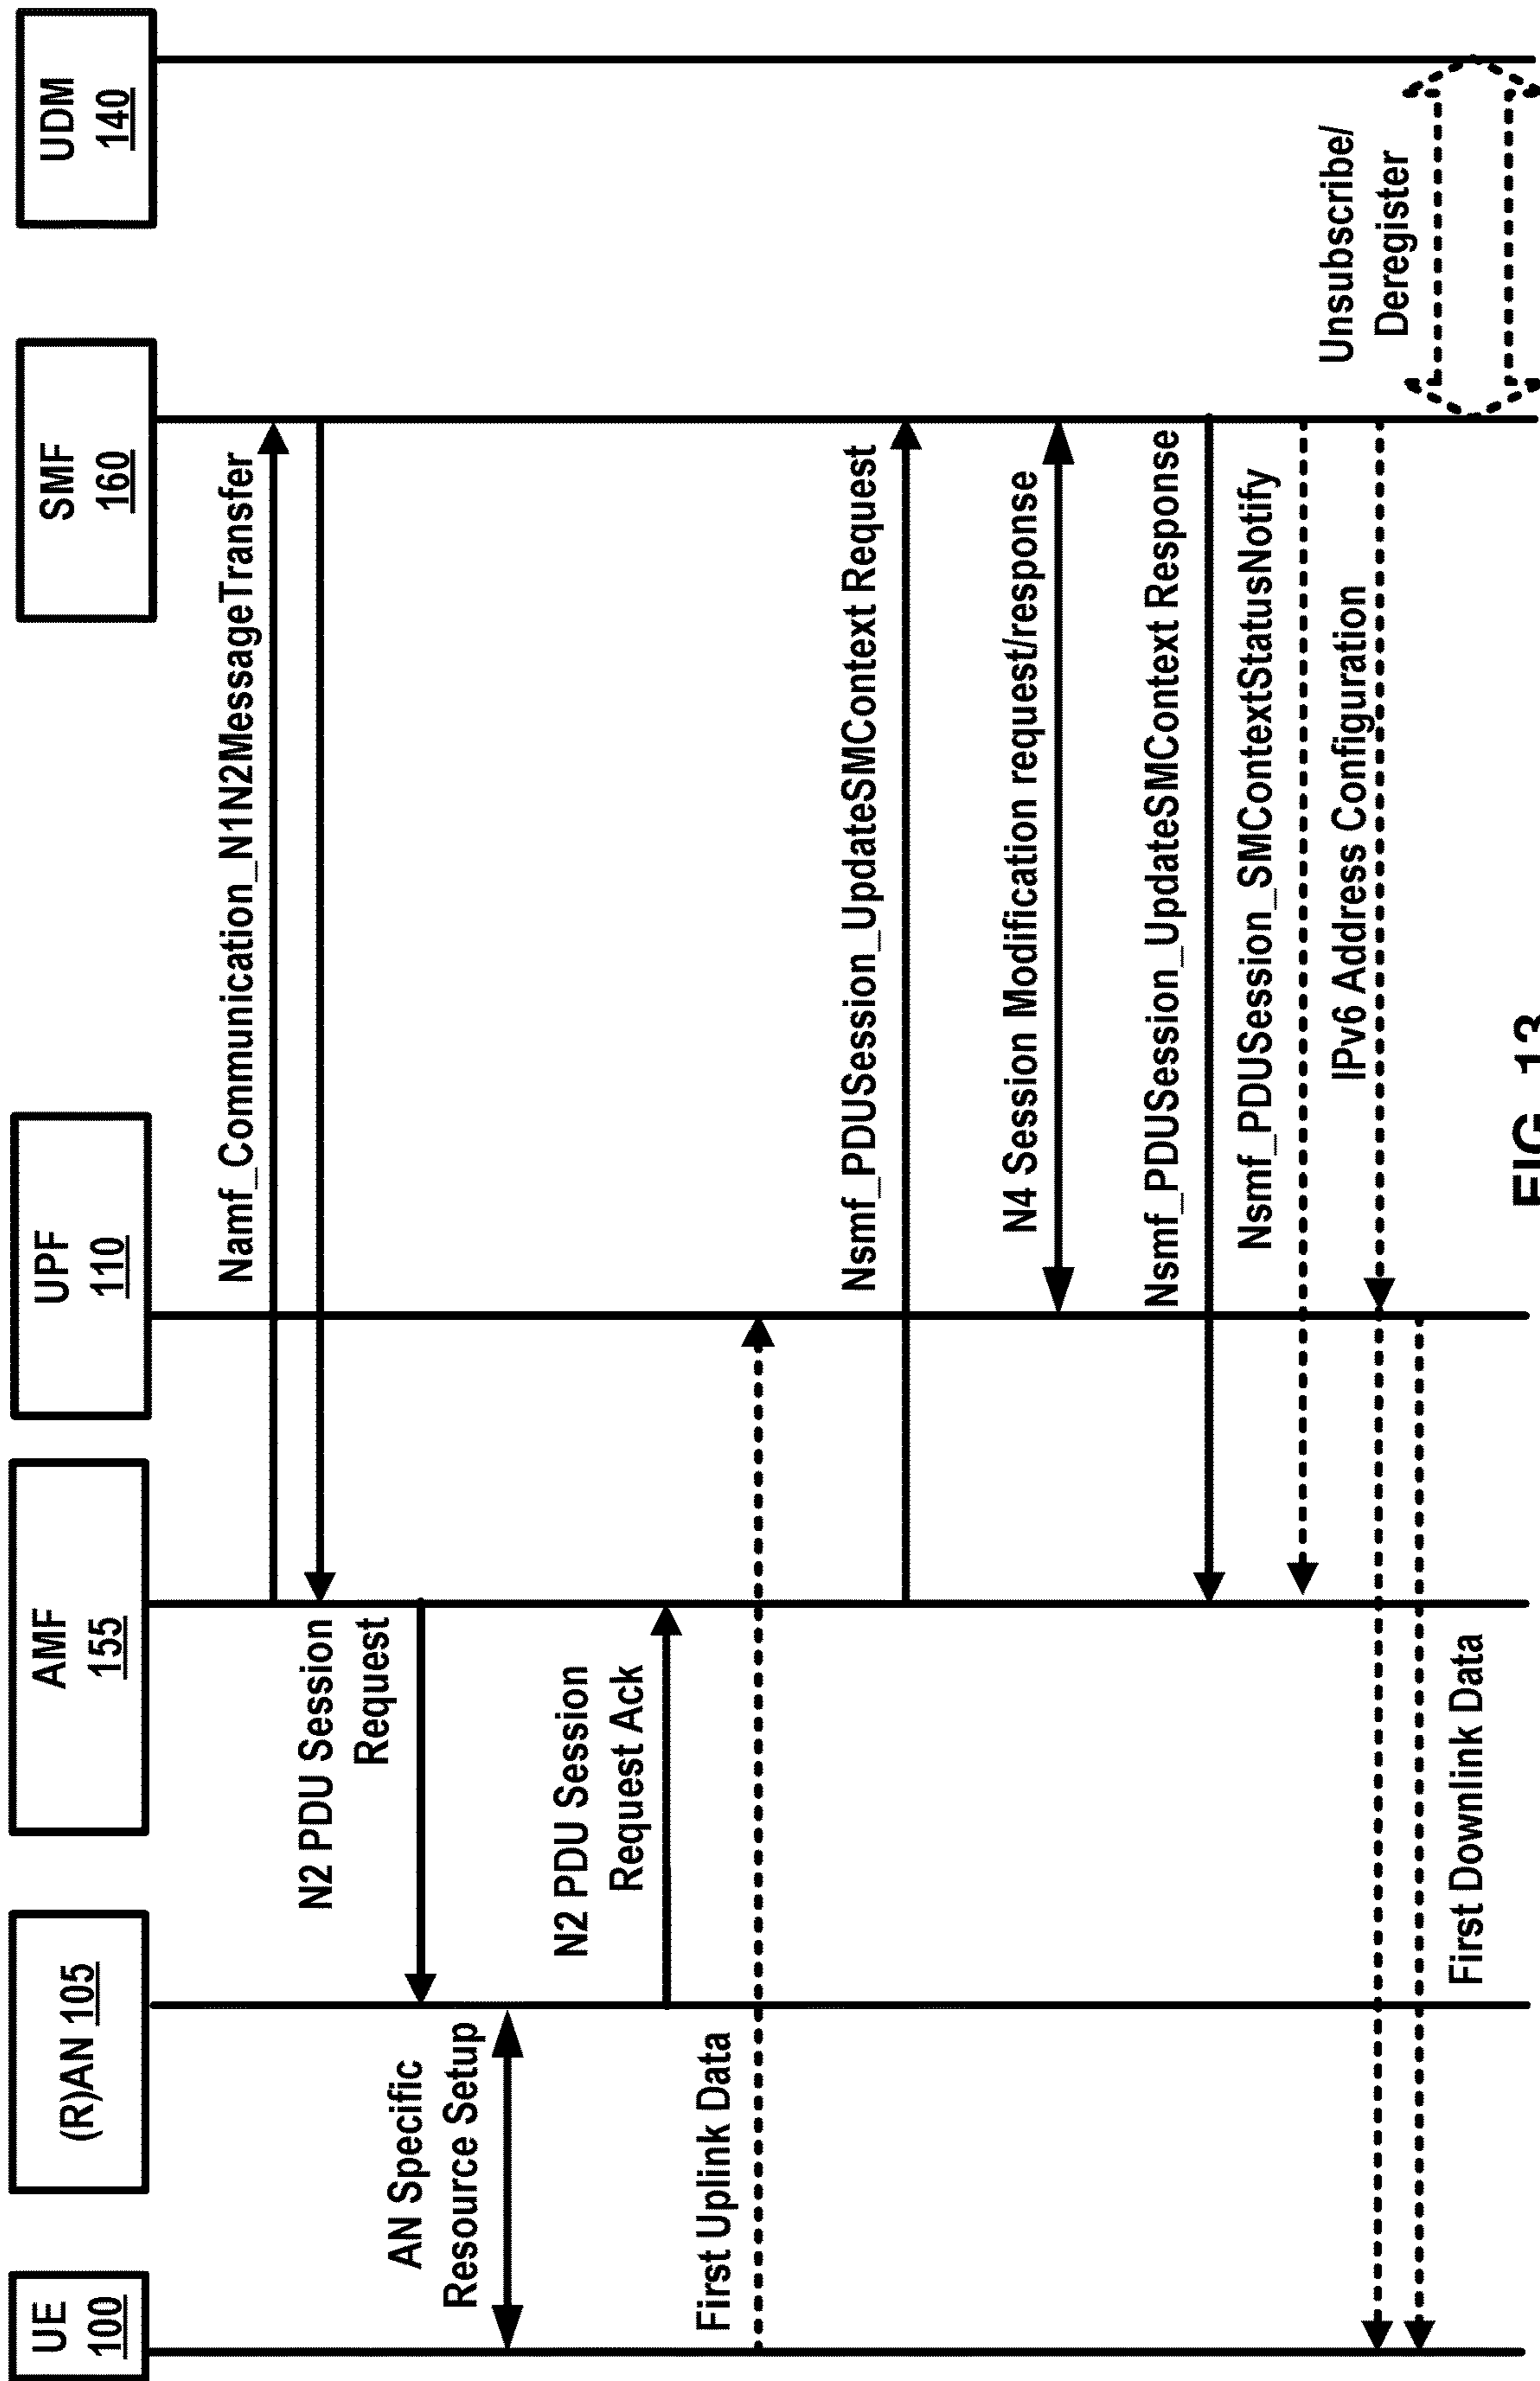 UE
100
(R)AN 105
AMF
155
UPF
110
SMF
160
UDM
140
Namf_Communication_N1N2MessageTransfer
N2 PDU Session
Request
AN Specific
Resource Setup
N2 PDU Session
Request Ack
First Uplink Data
Nsmf_PDUSession_UpdateSMContext Request
N4 Session Modification request/response
Nsmf_PDUSession_UpdateSMContext Response
Nsmf_PDUSession_SMContextStatusNotify
IPv6 Address Configuration
Unsubscribe/
Deregister
First Downlink Data
FIG. 13